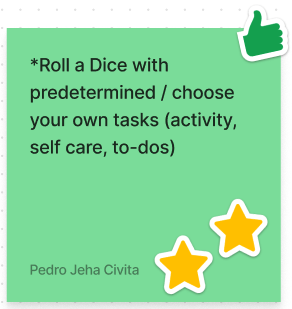 *Roll a Dice with
predetermined / choose
your own tasks (activity,
self care, to-dos)
Pedro Jeha Civita